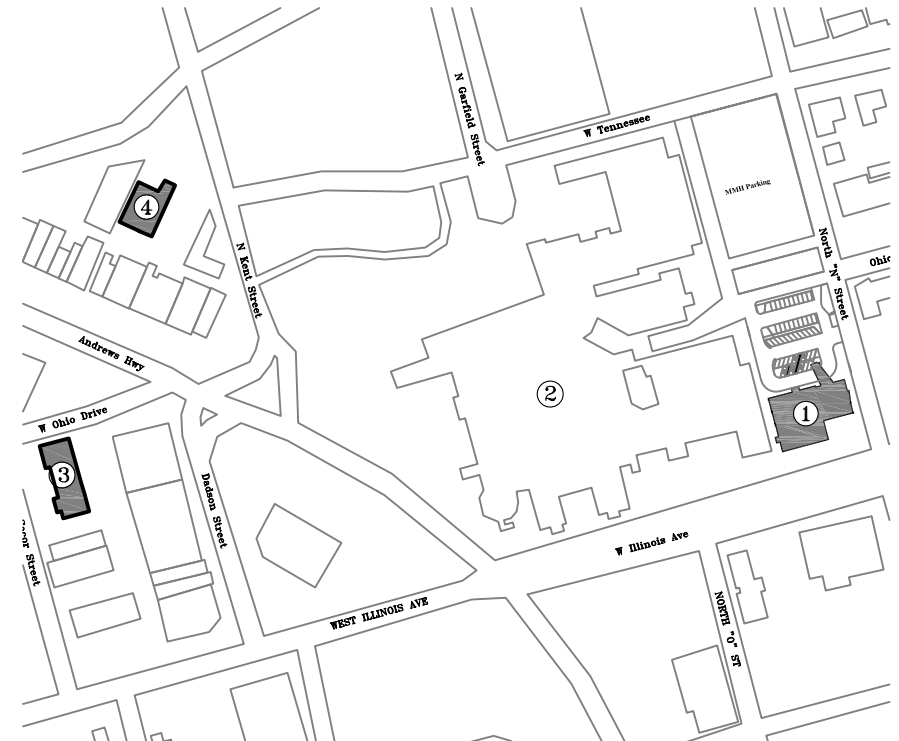 N Garfield Street
W Tennessee
MMH Parking
4
North "N" Street
N Kent Street
Ohio
Andrews Hwy
2
1
W Ohio Drive
3
Dadson Street
Street
W Illinois Ave
WEST ILLINOIS AVE
NORTH "O" ST